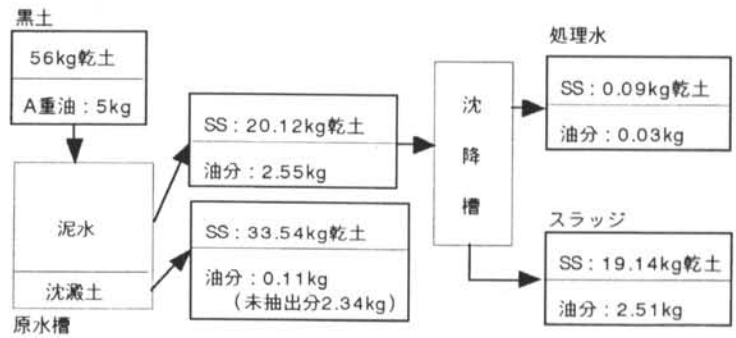 黒土
56kg乾土
A重油：5kg
泥水
沈澱土
原水槽
SS：20.12kg乾土
油分：2.55kg
SS：33.54kg乾土
油分：0.11kg
（未抽出分2.34kg）
沈降槽
処理水
SS：0.09kg乾土
油分：0.03kg
スラッジ
SS：19.14kg乾土
油分：2.51kg